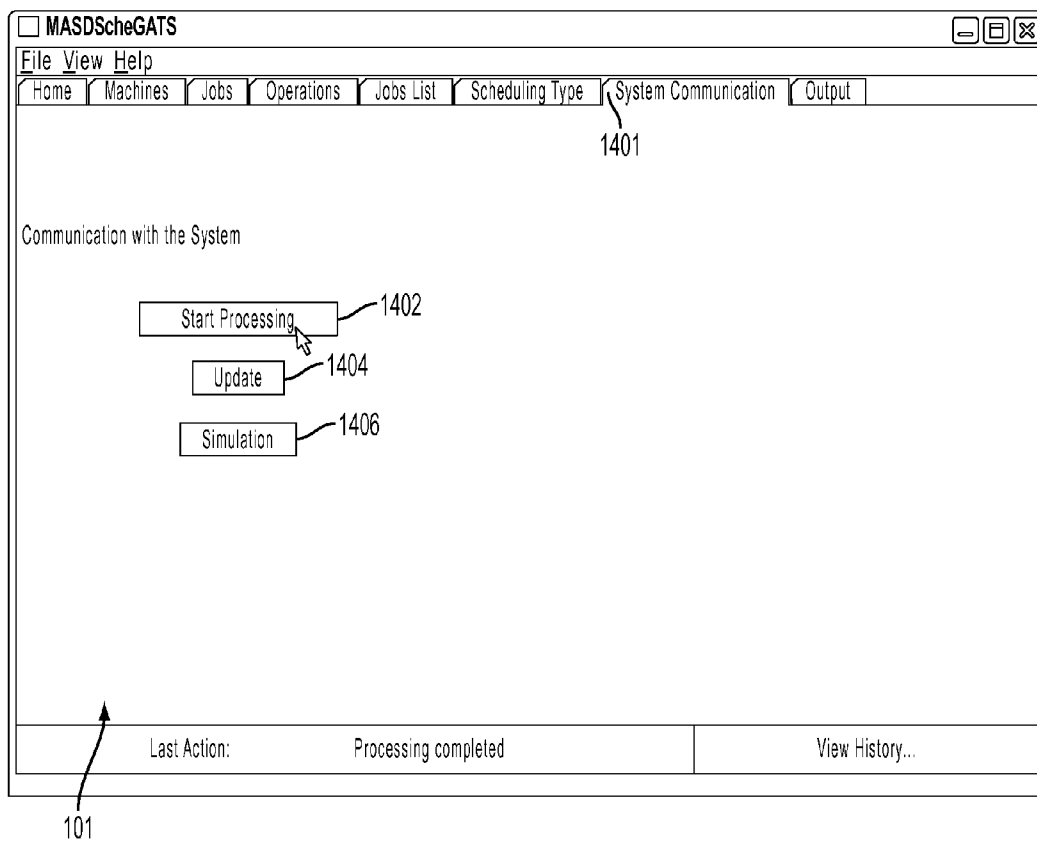 MASDScheGATS
File View Help
Home Machines Jobs Operations Jobs List Scheduling Type System Communication Output
1401
Communication with the System
Start Processing 1402
Update 1404
Simulation 1406
Last Action: Processing completed View History...
101